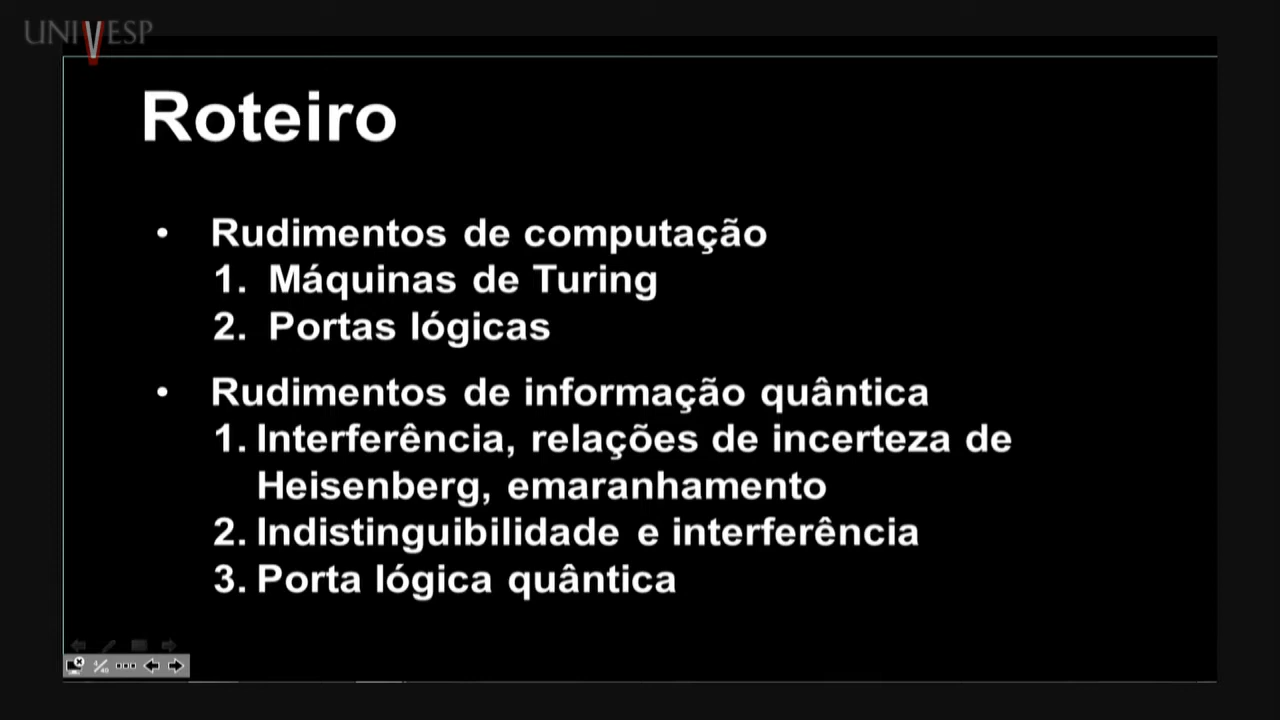 UNIVESP
Roteiro
• Rudimentos de computação
1. Máquinas de Turing
2. Portas lógicas
• Rudimentos de informação quântica
1. Interferência, relações de incerteza de
Heisenberg, emaranhamento
2. Indistinguibilidade e interferência
3. Porta lógica quântica